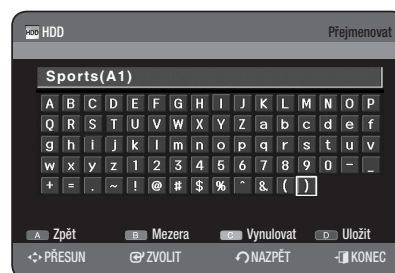 HDD HDD Přejmenovat
Sports(A1)
A B C D E F G H I J K L M N O P
Q R S T U V W X Y Z a b c d e f
g h i j k l m n o p q r s t u v
w x y z 1 2 3 4 5 6 7 8 9 0 - _
+ = . ~ ! @ # $ % ^ & ( )
A Zpět B Mezera C Vynulovat D Uložit
PŘESUN ZVOLIT NAZPĚT KONEC